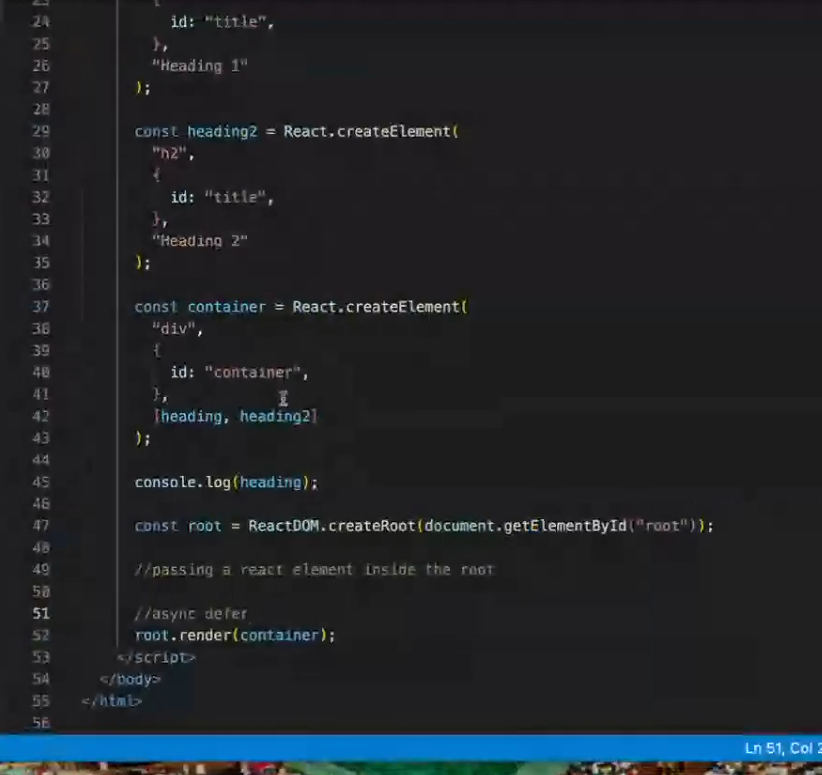 23 {
24 id: "title",
25 },
26 "Heading 1"
27 );
28
29 const heading2 = React.createElement(
30 "h2",
31 {
32 id: "title",
33 },
34 "Heading 2"
35 );
36
37 const container = React.createElement(
38 "div",
39 {
40 id: "container",
41 },
42 [heading, heading2]
43 );
44
45 console.log(heading);
46
47 const root = ReactDOM.createRoot(document.getElementById("root"));
48
49 //passing a react element inside the root
50
51 //async defer
52 root.render(container);
53 </script>
54 </body>
55 </html>
56
Ln 51, Col 2